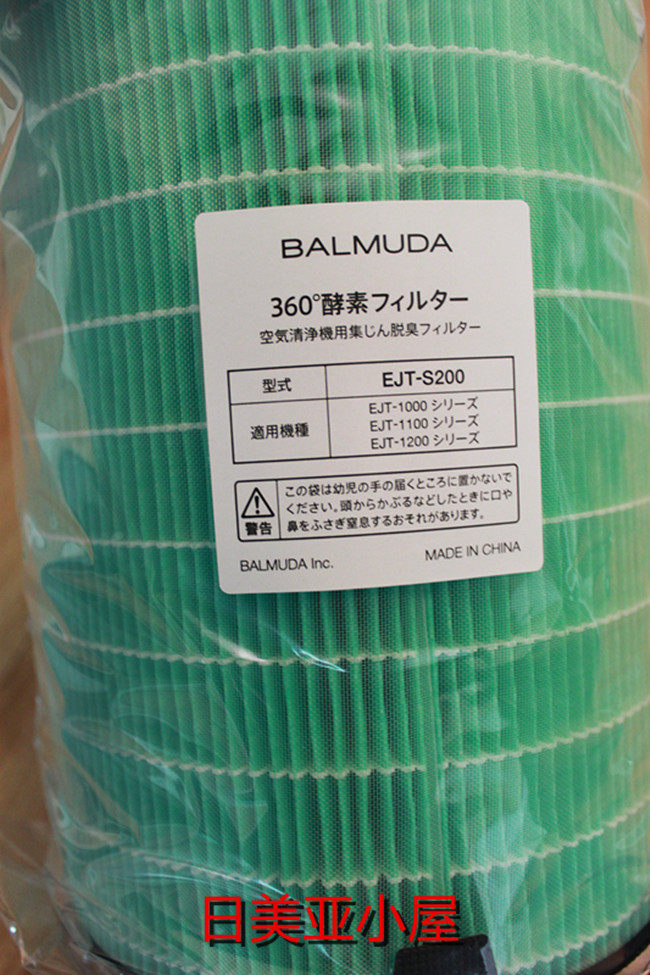 BALMUDA
360°酵素フィルター
空気清浄機用集じん脱臭フィルター
型式 EJT-S200
適用機種
EJT-1000 シリーズ
EJT-1100 シリーズ
EJT-1200 シリーズ
警告
この袋は幼児の手の届くところに置かないで
ください。頭からかぶるなどしたときに口や
鼻をふさぎ窒息するおそれがあります。
BALMUDA Inc. MADE IN CHINA
日美亚小屋